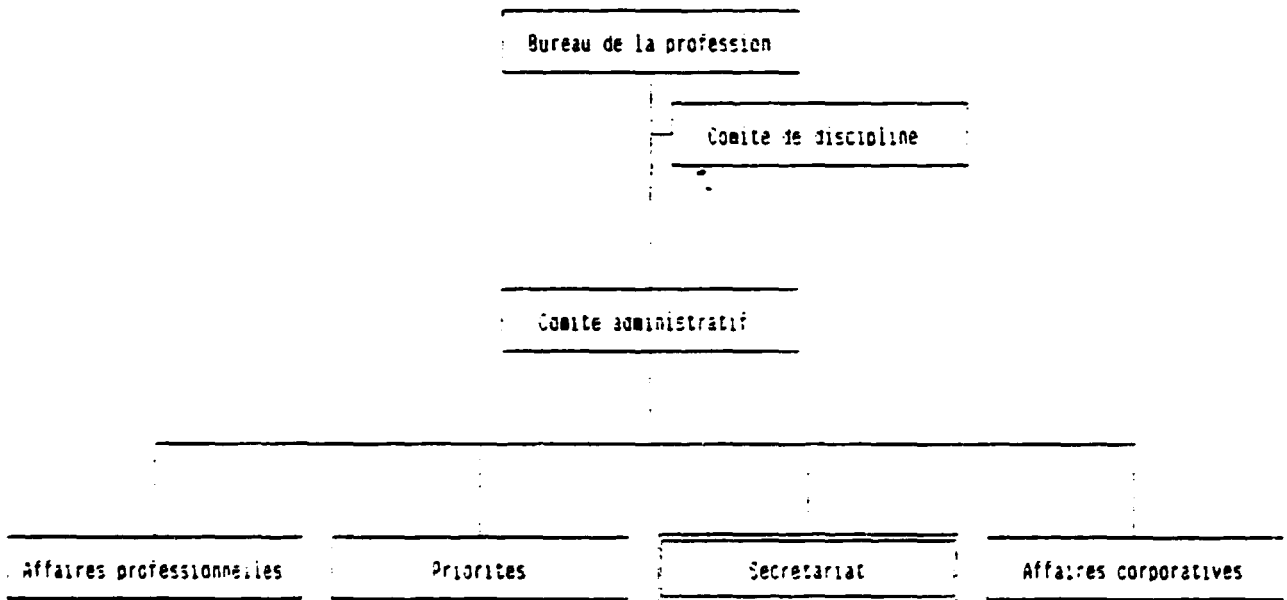 Bureau de la profession
Comite de discipline
Comite administratif
Affaires professionnelles
Priorites
Secretariat
Affaires corporatives